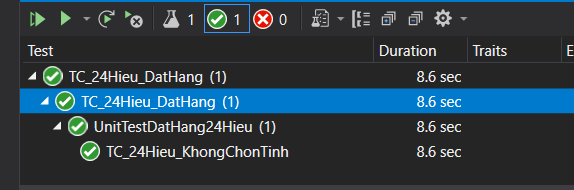 1 1 0
Test Duration Traits E
TC_24Hieu_DatHang (1) 8.6 sec
TC_24Hieu_DatHang (1) 8.6 sec
UnitTestDatHang24Hieu (1) 8.6 sec
TC_24Hieu_KhongChonTinh 8.6 sec